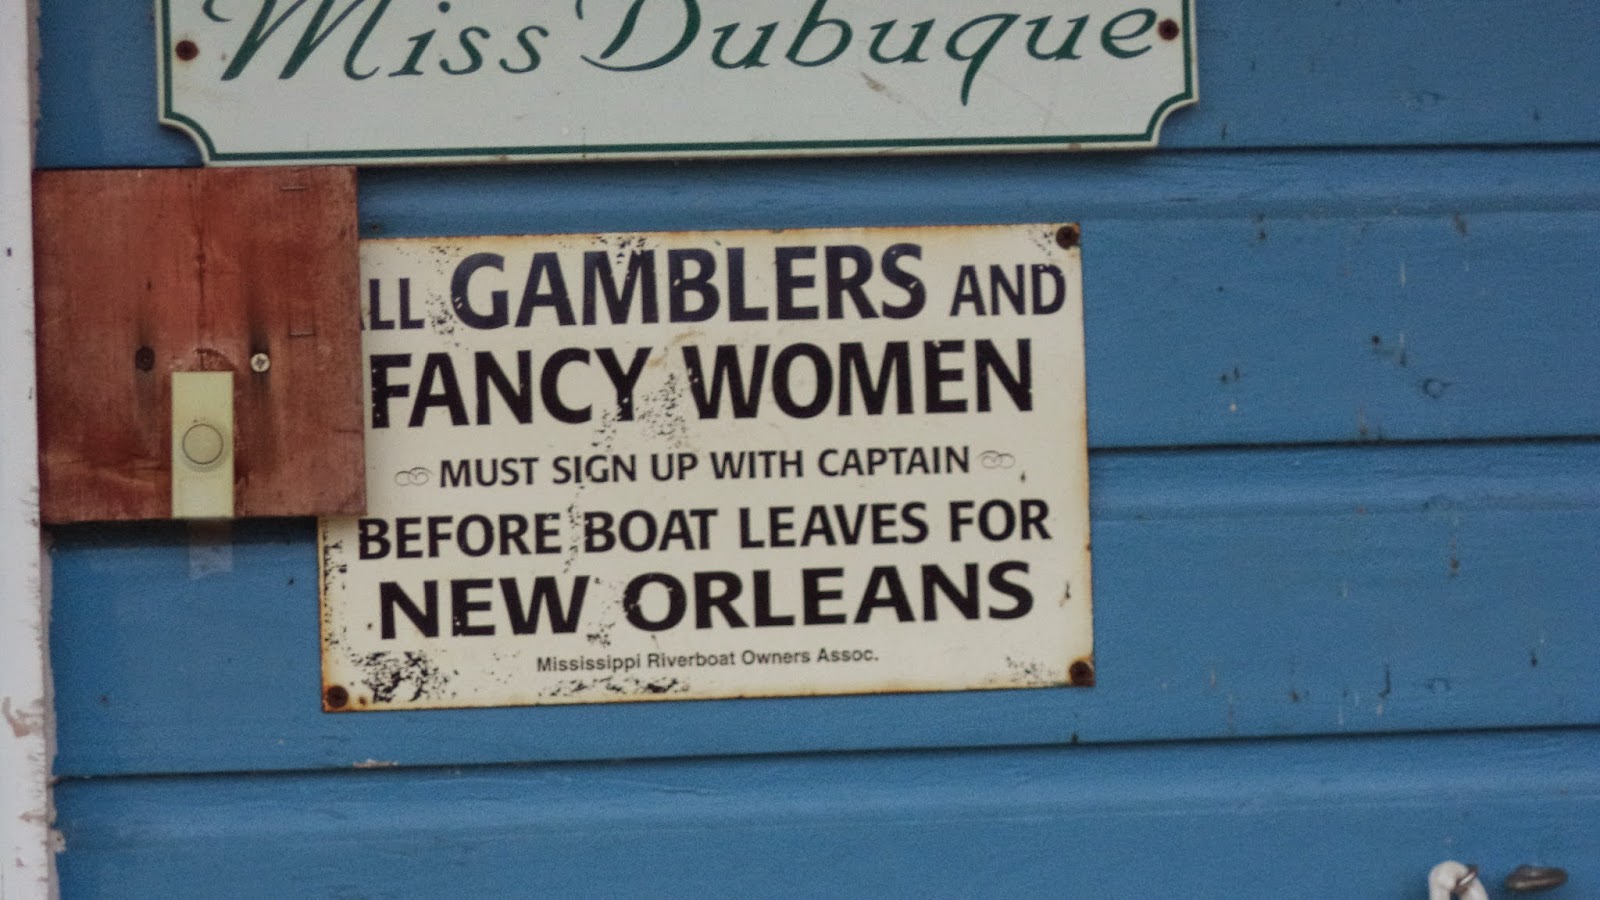 Miss Dubuque
ALL GAMBLERS AND
FANCY WOMEN
MUST SIGN UP WITH CAPTAIN
BEFORE BOAT LEAVES FOR
NEW ORLEANS
Mississippi Riverboat Owners Assoc.